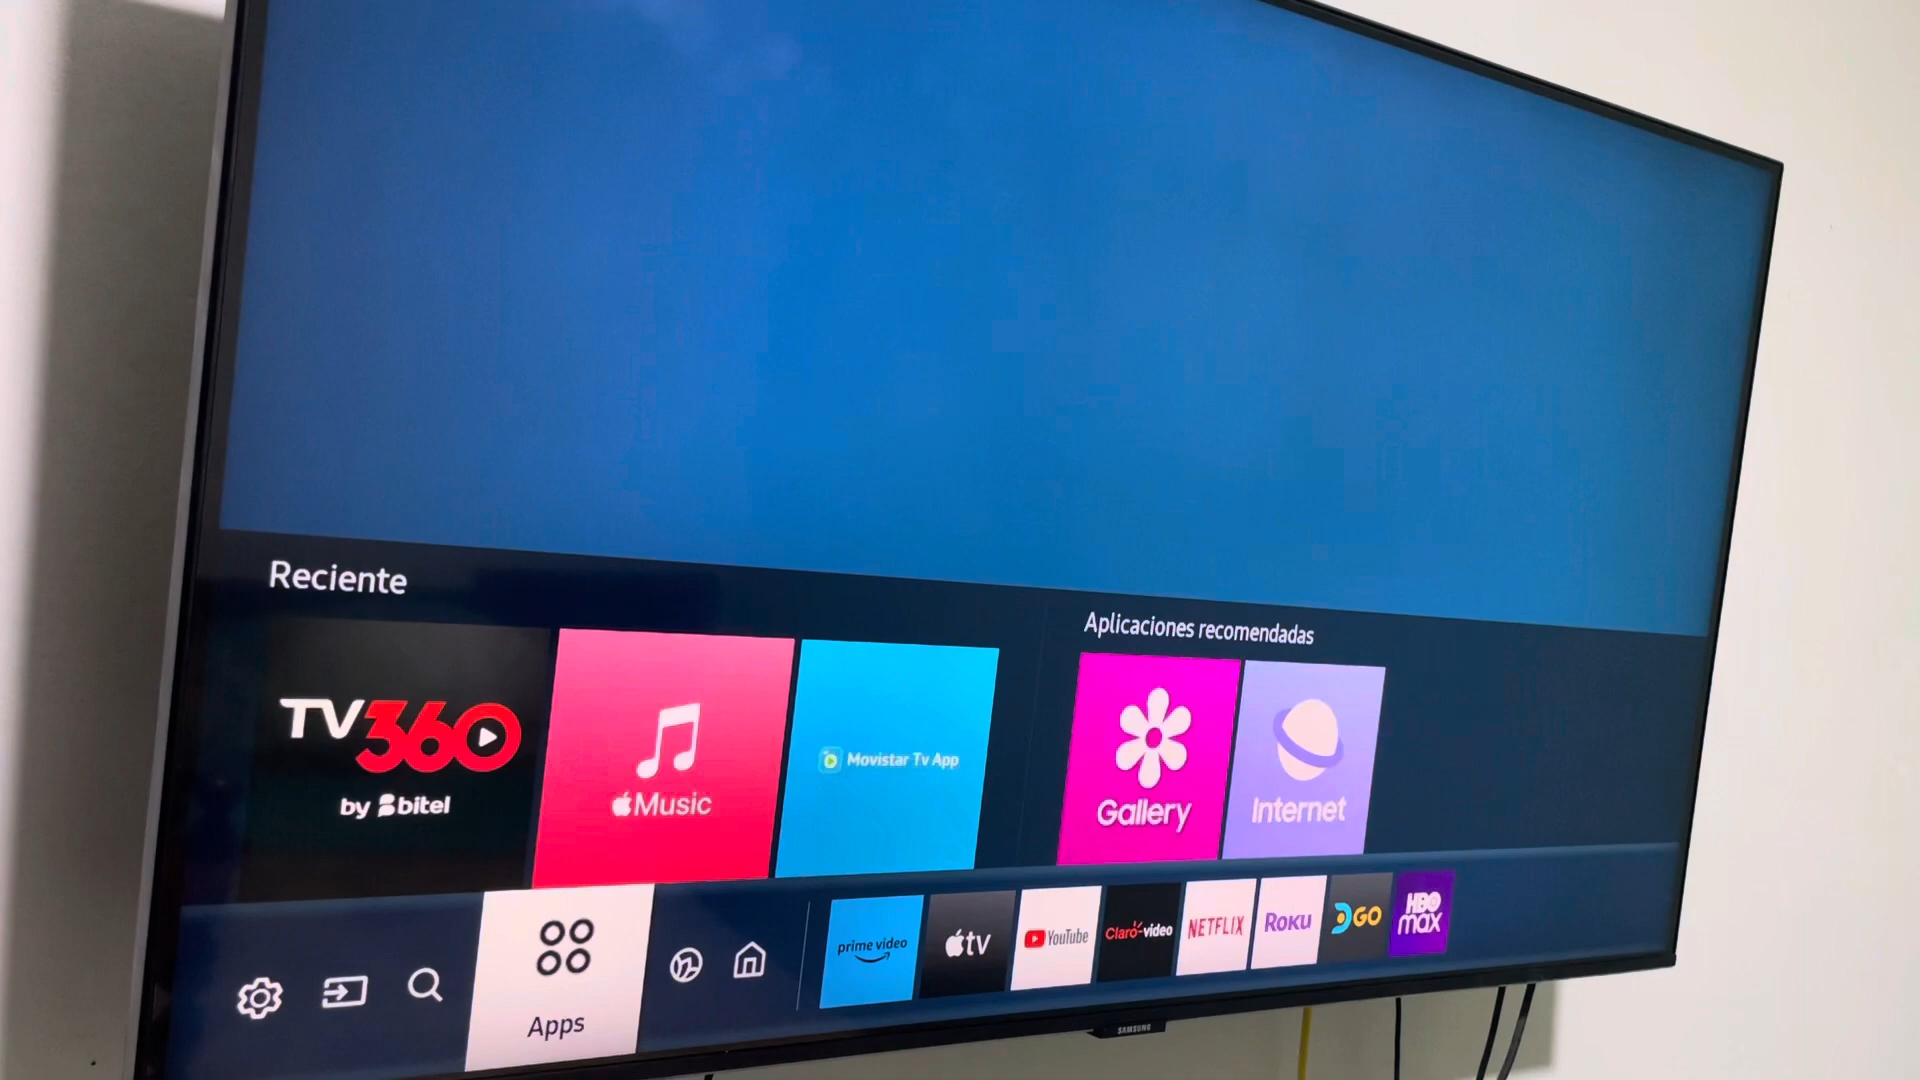 Reciente
Aplicaciones recomendadas
TV360
by bitel
Music
Movistar Tv App
Gallery
Internet
Apps
prime video
tv
YouTube
Claro video
NETFLIX
ROKU
DGO
HBO
max
SAMSUNG